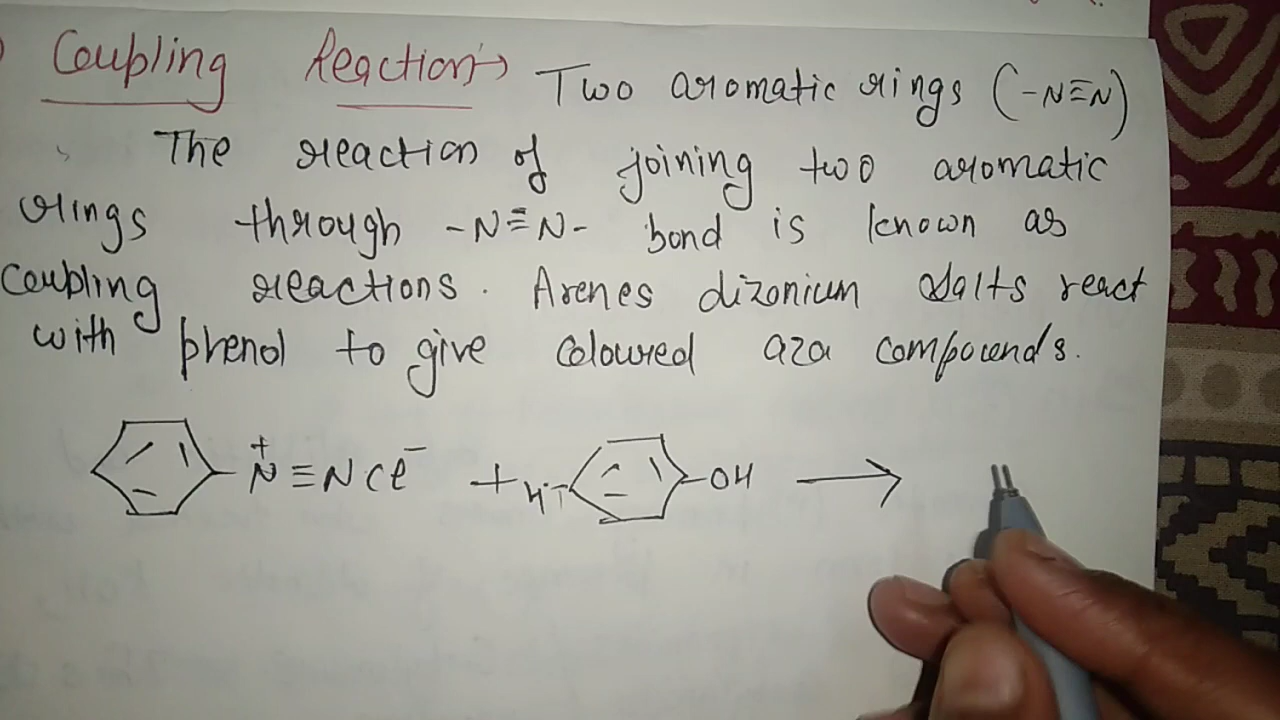 Coupling Reaction→ Two aromatic rings (-N≡N)
The reaction of joining two aromatic
rings through -N≡N- bond is known as
Coupling reactions. Arenes dizonium salts react
with phenol to give coloured aza compounds.
N⁺≡NCl⁻ + H -OH →